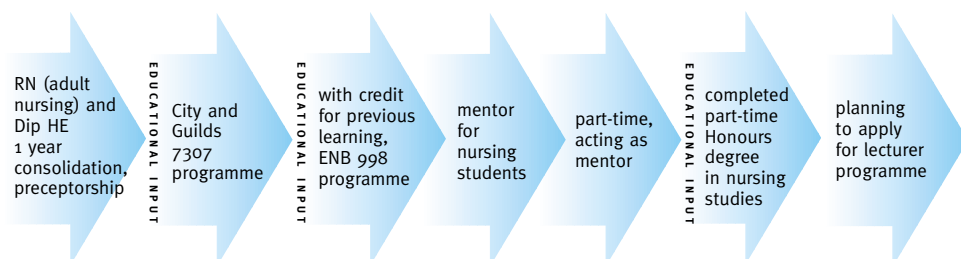 RN (adult
nursing) and
Dip HE
1 year
consolidation,
preceptorship
EDUCATIONAL INPUT
City and
Guilds
7307
programme
EDUCATIONAL INPUT
with credit
for previous
learning,
ENB 998
programme
mentor
for
nursing
students
part-time,
acting as
mentor
EDUCATIONAL INPUT
completed
part-time
Honours
degree
in nursing
studies
planning
to apply
for lecturer
programme